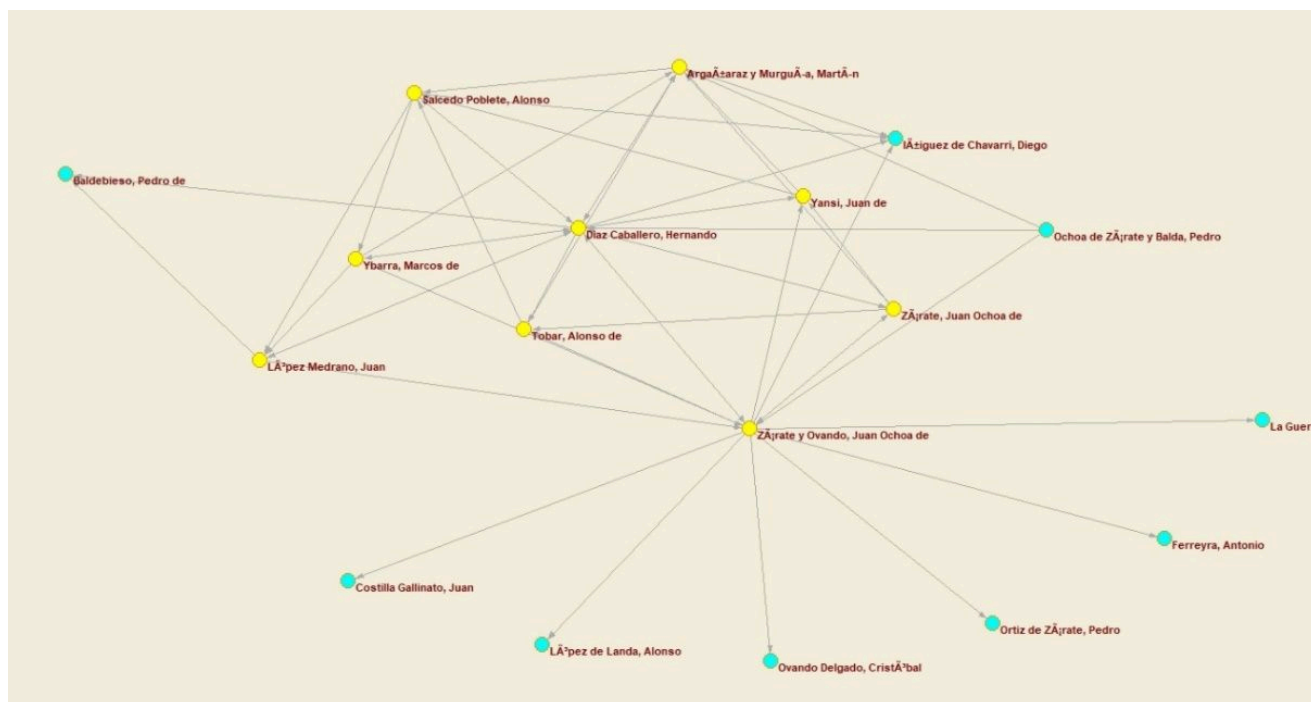 ArgaÃ±araz y MurguÃ-a, MartÃ-n
Salcedo Poblete, Alonso
IÃ±iguez de Chavarri, Diego
Baldebieso, Pedro de
Yansi, Juan de
Diaz Caballero, Hernando
Ochoa de ZÃ¡rate y Balda, Pedro
Ybarra, Marcos de
ZÃ¡rate, Juan Ochoa de
Tobar, Alonso de
LÃ³pez Medrano, Juan
ZÃ¡rate y Ovando, Juan Ochoa de
La Guer
Ferreyra, Antonio
Costilla Gallinato, Juan
Ortiz de ZÃ¡rate, Pedro
LÃ³pez de Landa, Alonso
Ovando Delgado, CristÃ³bal